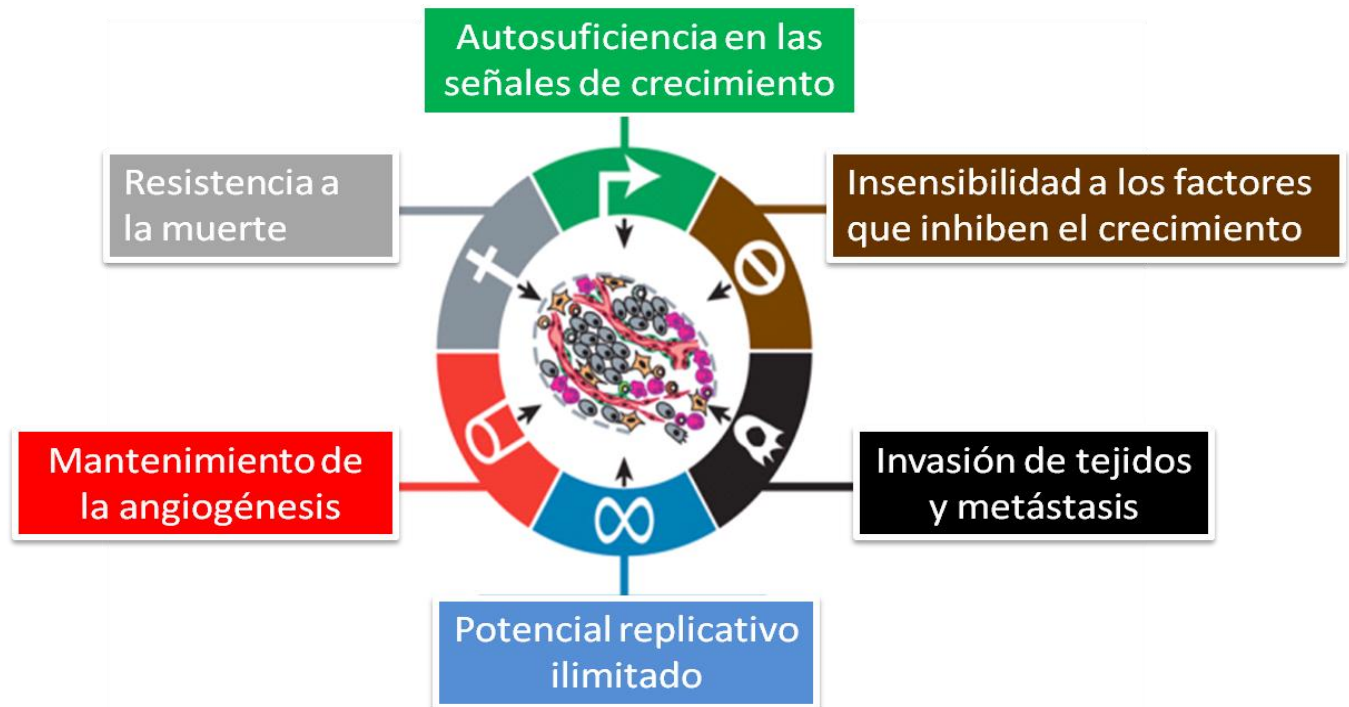 Autosuficiencia en las
señales de crecimiento
Resistencia a
la muerte
Insensibilidad a los factores
que inhiben el crecimiento
Mantenimiento de
la angiogénesis
Invasión de tejidos
y metástasis
Potencial replicativo
ilimitado